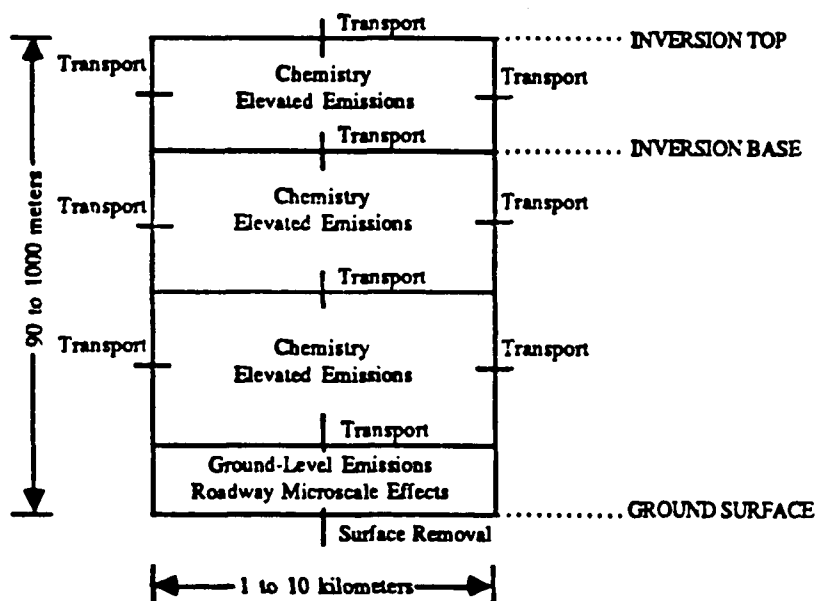 Transport
INVERSION TOP
Transport
Chemistry
Elevated Emissions
Transport
Transport
INVERSION BASE
Transport
Chemistry
Elevated Emissions
Transport
Transport
Transport
Chemistry
Elevated Emissions
Transport
Transport
Ground-Level Emissions
Roadway Microscale Effects
GROUND SURFACE
Surface Removal
90 to 1000 meters
1 to 10 kilometers